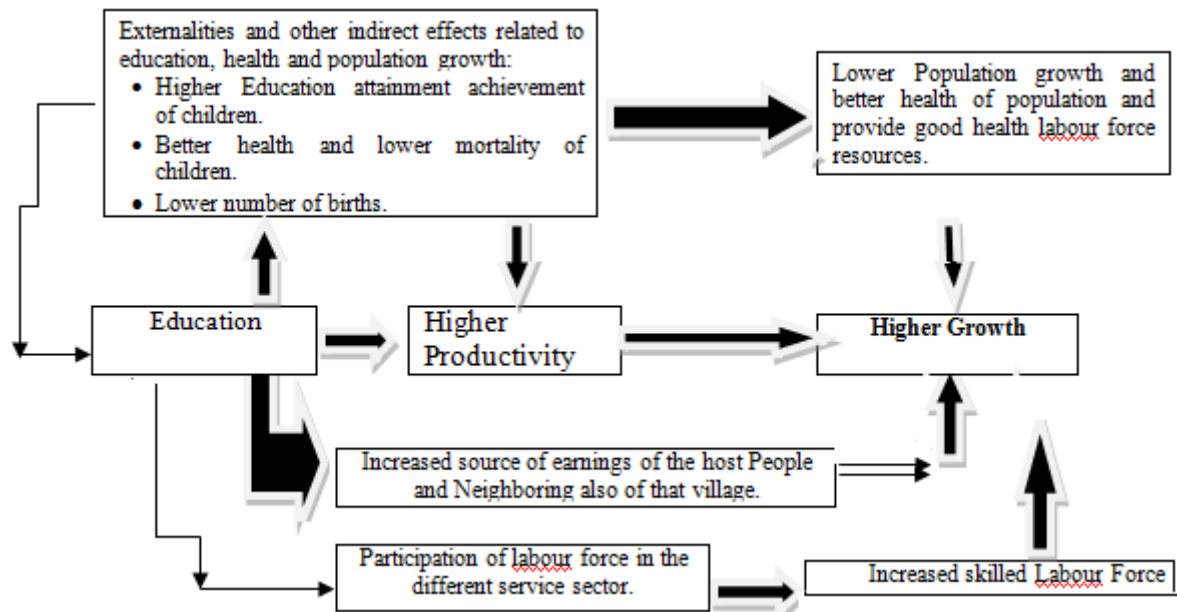 Externalities and other indirect effects related to
education, health and population growth:
• Higher Education attainment achievement
of children.
• Better health and lower mortality of
children.
• Lower number of births.
Lower Population growth and
better health of population and
provide good health labour force
resources.
Education
Higher
Productivity
Higher Growth
Increased source of earnings of the host People
and Neighboring also of that village.
Participation of labour force in the
different service sector.
Increased skilled Labour Force